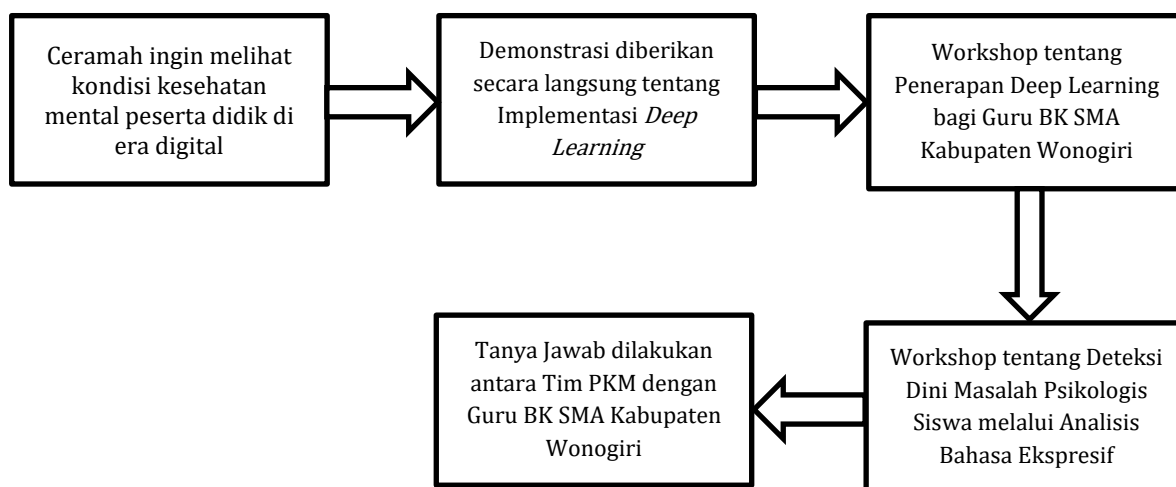 Ceramah ingin melihat
kondisi kesehatan
mental peserta didik di
era digital
Demonstrasi diberikan
secara langsung tentang
Implementasi Deep
Learning
Workshop tentang
Penerapan Deep Learning
bagi Guru BK SMA
Kabupaten Wonogiri
Workshop tentang Deteksi
Dini Masalah Psikologis
Siswa melalui Analisis
Bahasa Ekspresif
Tanya Jawab dilakukan
antara Tim PKM dengan
Guru BK SMA Kabupaten
Wonogiri